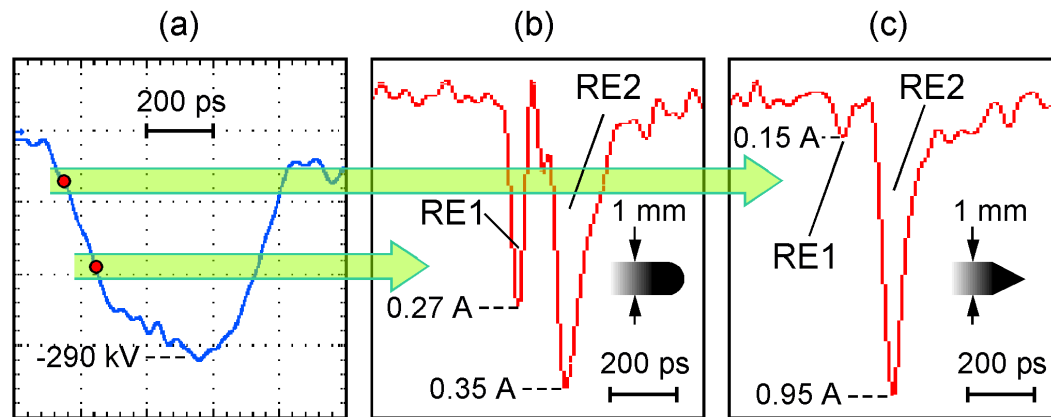 (a)
200 ps
-290 kV
(b)
RE2
RE1
1 mm
0.27 A
0.35 A
200 ps
(c)
RE2
0.15 A
RE1
1 mm
0.95 A
200 ps